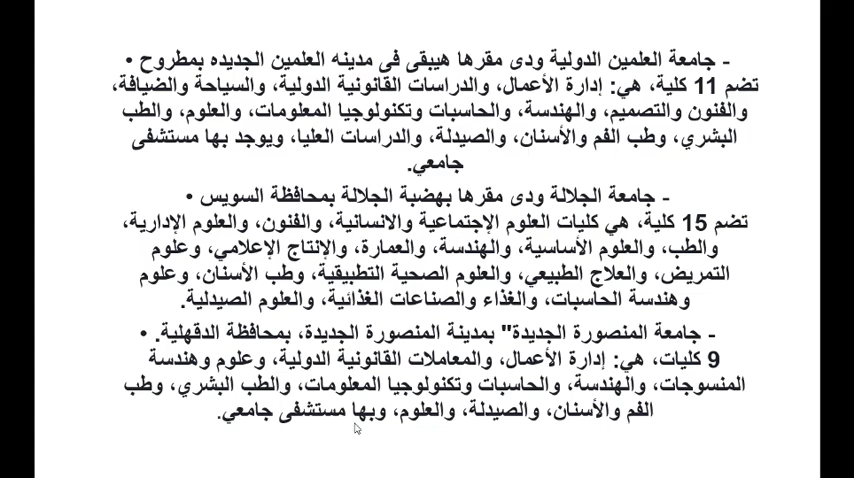 - جامعة العلمين الدولية ودى مقرها هيبقى فى مدينه العلمين الجديده بمطروح •
تضم 11 كلية، هي: إدارة الأعمال، والدراسات القانونية الدولية، والسياحة والضيافة،
والفنون والتصميم، والهندسة، والحاسبات وتكنولوجيا المعلومات، والعلوم، والطب
البشري، وطب الفم والأسنان، والصيدلة، والدراسات العليا، ويوجد بها مستشفى
جامعي.
- جامعة الجلالة ودى مقرها بهضبة الجلالة بمحافظة السويس •
تضم 15 كلية، هي كليات العلوم الإجتماعية والانسانية، والفنون، والعلوم الإدارية،
والطب، والعلوم الأساسية، والهندسة، والعمارة، والإنتاج الإعلامي، وعلوم
التمريض، والعلاج الطبيعي، والعلوم الصحية التطبيقية، وطب الأسنان، وعلوم
وهندسة الحاسبات، والغذاء والصناعات الغذائية، والعلوم الصيدلية.
- جامعة المنصورة الجديدة" بمدينة المنصورة الجديدة، بمحافظة الدقهلية. •
9 كليات، هي: إدارة الأعمال، والمعاملات القانونية الدولية، وعلوم وهندسة
المنسوجات، والهندسة، والحاسبات وتكنولوجيا المعلومات، والطب البشري، وطب
الفم والأسنان، والصيدلة، والعلوم، وبها مستشفى جامعي.